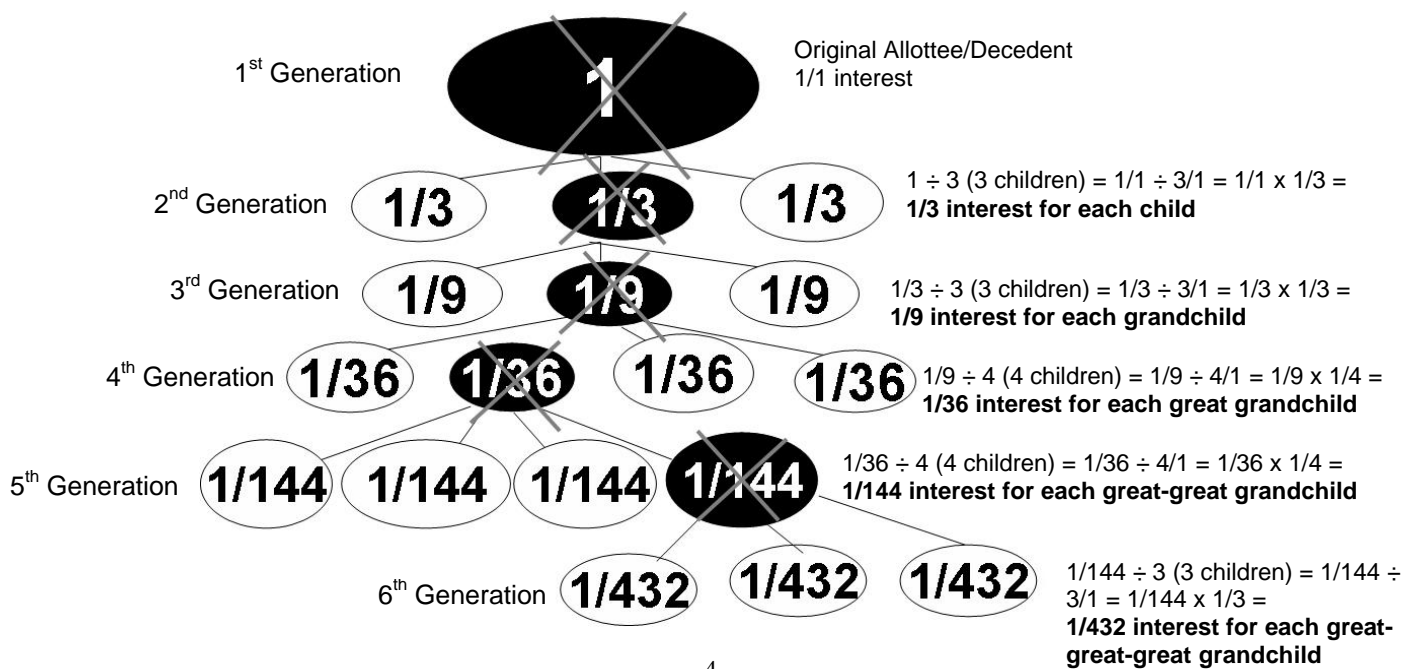 1st Generation
1
Original Allottee/Decedent
1/1 interest
2nd Generation
1/3 1/3 1/3
1 ÷ 3 (3 children) = 1/1 ÷ 3/1 = 1/1 x 1/3 =
1/3 interest for each child
3rd Generation
1/9 1/9 1/9
1/3 ÷ 3 (3 children) = 1/3 ÷ 3/1 = 1/3 x 1/3 =
1/9 interest for each grandchild
4th Generation
1/36 1/36 1/36 1/36
1/9 ÷ 4 (4 children) = 1/9 ÷ 4/1 = 1/9 x 1/4 =
1/36 interest for each great grandchild
5th Generation
1/144 1/144 1/144 1/144
1/36 ÷ 4 (4 children) = 1/36 ÷ 4/1 = 1/36 x 1/4 =
1/144 interest for each great-great grandchild
6th Generation
1/432 1/432 1/432
1/144 ÷ 3 (3 children) = 1/144 ÷
3/1 = 1/144 x 1/3 =
1/432 interest for each great-
great-great grandchild
4